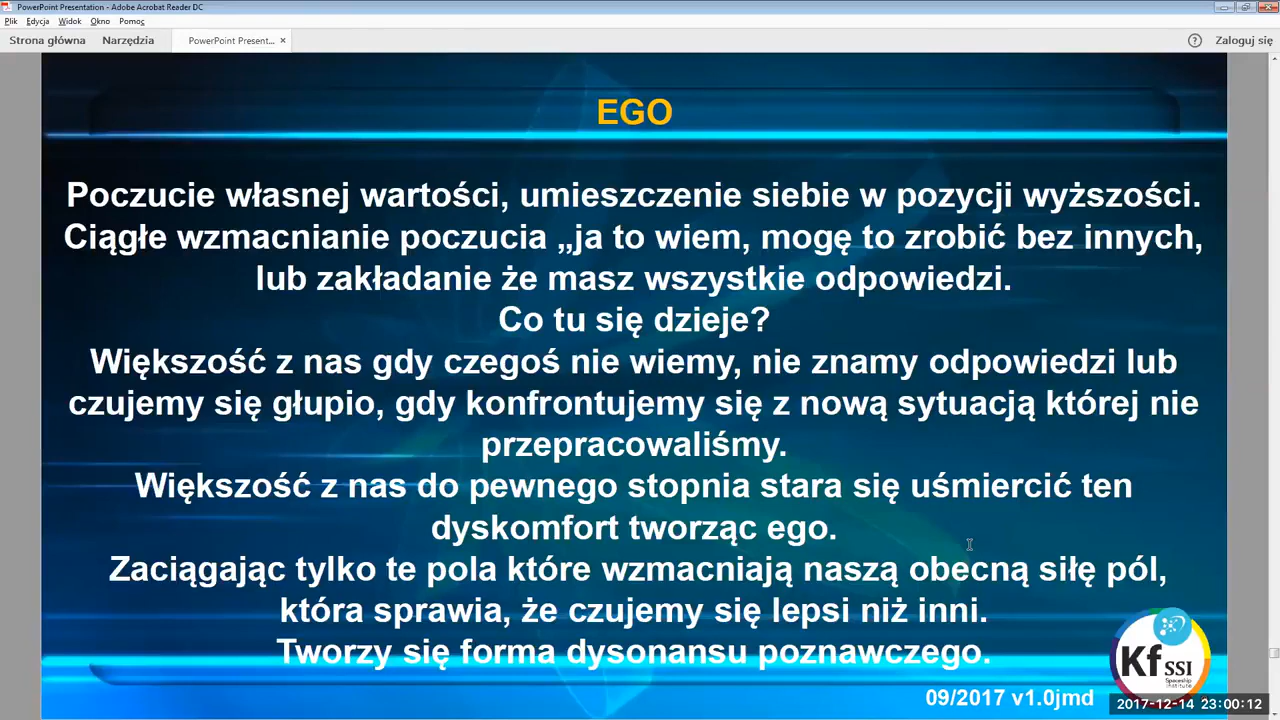 PowerPoint Presentation - Adobe Acrobat Reader DC
Plik Edycja Widok Okno Pomoc
Strona główna Narzędzia PowerPoint Present... × ? Zaloguj się
EGO
Poczucie własnej wartości, umieszczenie siebie w pozycji wyższości.
Ciągłe wzmacnianie poczucia „ja to wiem, mogę to zrobić bez innych,
lub zakładanie że masz wszystkie odpowiedzi.
Co tu się dzieje?
Większość z nas gdy czegoś nie wiemy, nie znamy odpowiedzi lub
czujemy się głupio, gdy konfrontujemy się z nową sytuacją której nie
przepracowaliśmy.
Większość z nas do pewnego stopnia stara się uśmiercić ten
dyskomfort tworząc ego.
Zaciągając tylko te pola które wzmacniają naszą obecną siłę pól,
która sprawia, że czujemy się lepsi niż inni.
Tworzy się forma dysonansu poznawczego.
Kf SSI
Spaceship
Institute
09/2017 v1.0jmd
2017-12-14 23:00:12